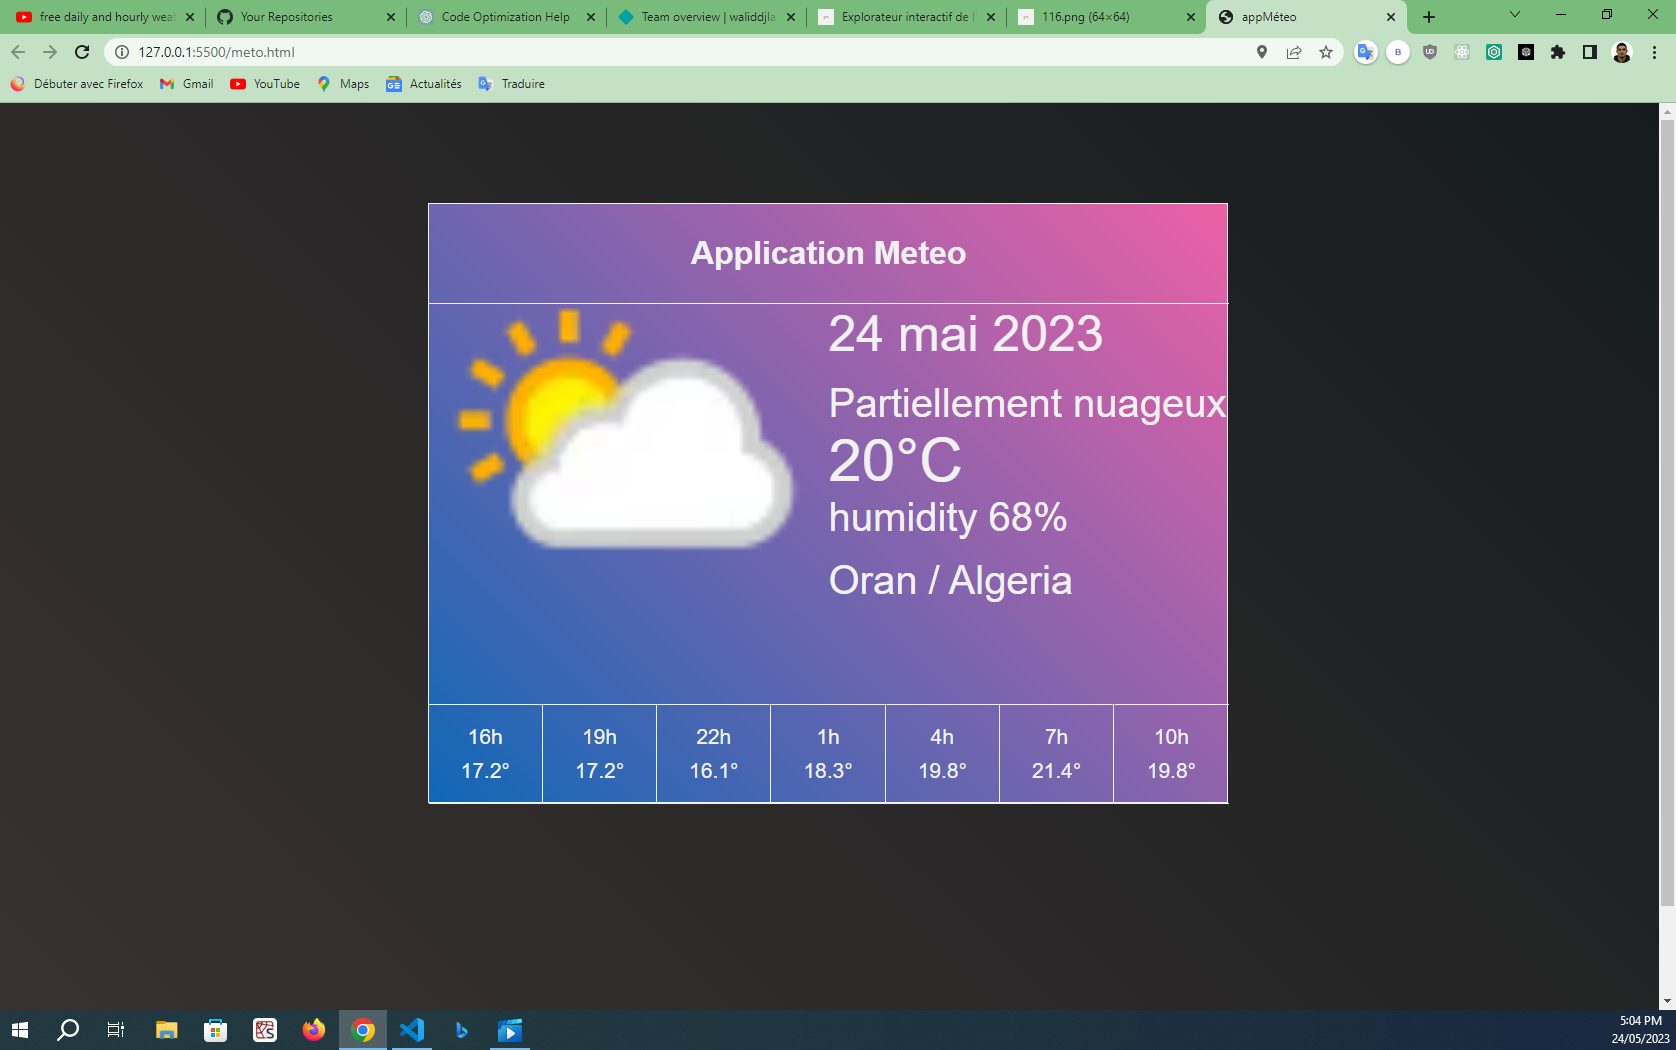 free daily and hourly weat
Your Repositories
Code Optimization Help
Team overview | waliddjla
Explorateur interactif de l'
116.png (64×64)
appMéteo
127.0.0.1:5500/meto.html
Débuter avec Firefox
Gmail
YouTube
Maps
Actualités
Traduire
Application Meteo
24 mai 2023
Partiellement nuageux
20°C
humidity 68%
Oran / Algeria
16h 19h 22h 1h 4h 7h 10h
17.2° 17.2° 16.1° 18.3° 19.8° 21.4° 19.8°
5:04 PM
24/05/2023